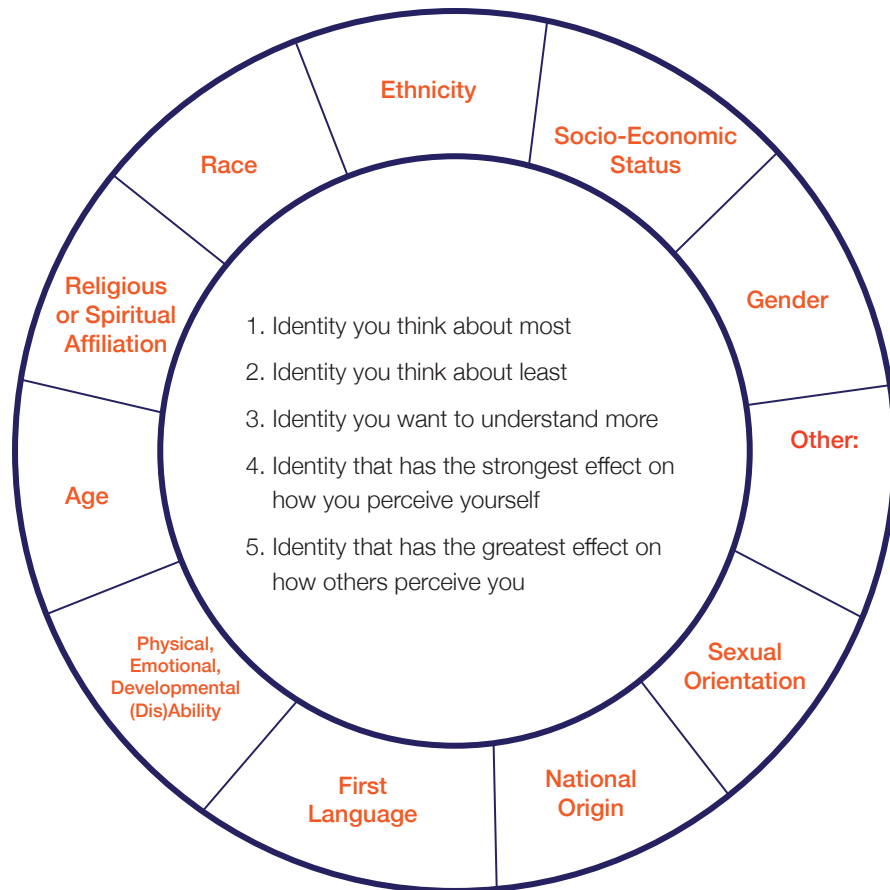 Ethnicity
Socio-Economic
Status
Gender
Other:
Sexual
Orientation
National
Origin
First
Language
Physical,
Emotional,
Developmental
(Dis)Ability
Age
Religious
or Spiritual
Affiliation
Race
1. Identity you think about most
2. Identity you think about least
3. Identity you want to understand more
4. Identity that has the strongest effect on
how you perceive yourself
5. Identity that has the greatest effect on
how others perceive you